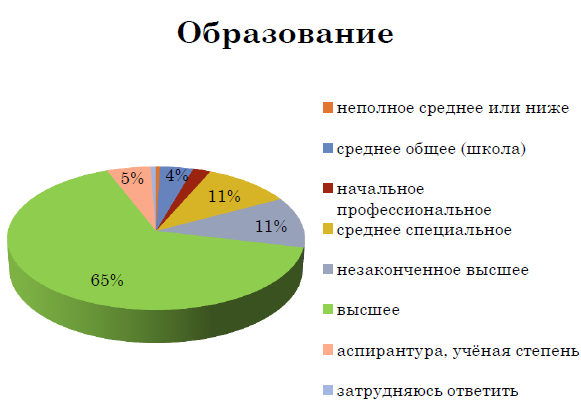 Образование
неполное среднее или ниже
среднее общее (школа)
начальное
профессиональное
среднее специальное
незаконченное высшее
высшее
аспирантура, учёная степень
затрудняюсь ответить
4%
5%
11%
11%
65%